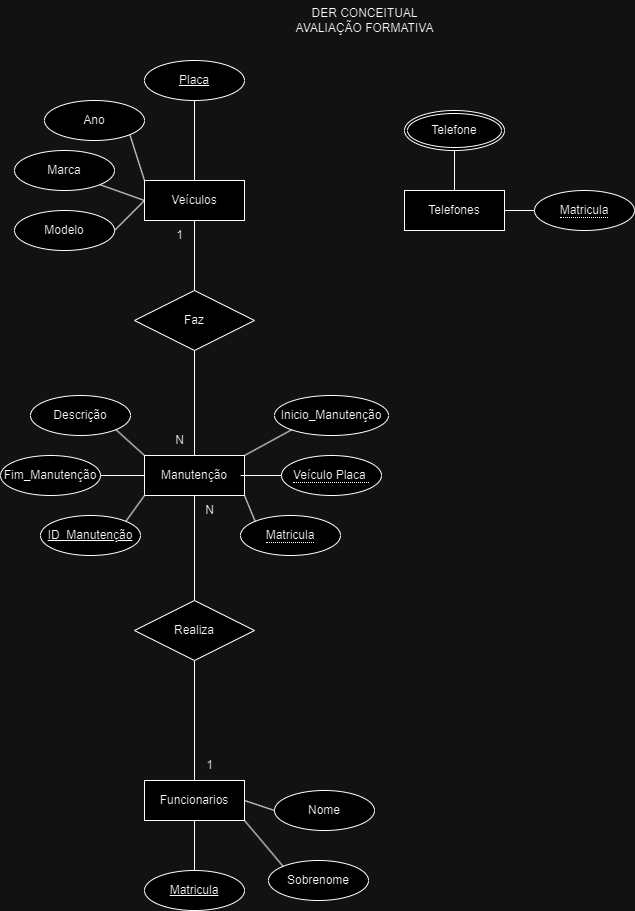 DER CONCEITUAL
AVALIAÇÃO FORMATIVA
Placa
Ano
Marca
Modelo
Veículos
1
Telefone
Telefones
Matricula
Faz
N
Descrição
Inicio_Manutenção
Fim_Manutenção
Manutenção
Veículo Placa
ID_Manutenção
N
Matricula
Realiza
1
Funcionarios
Nome
Sobrenome
Matricula